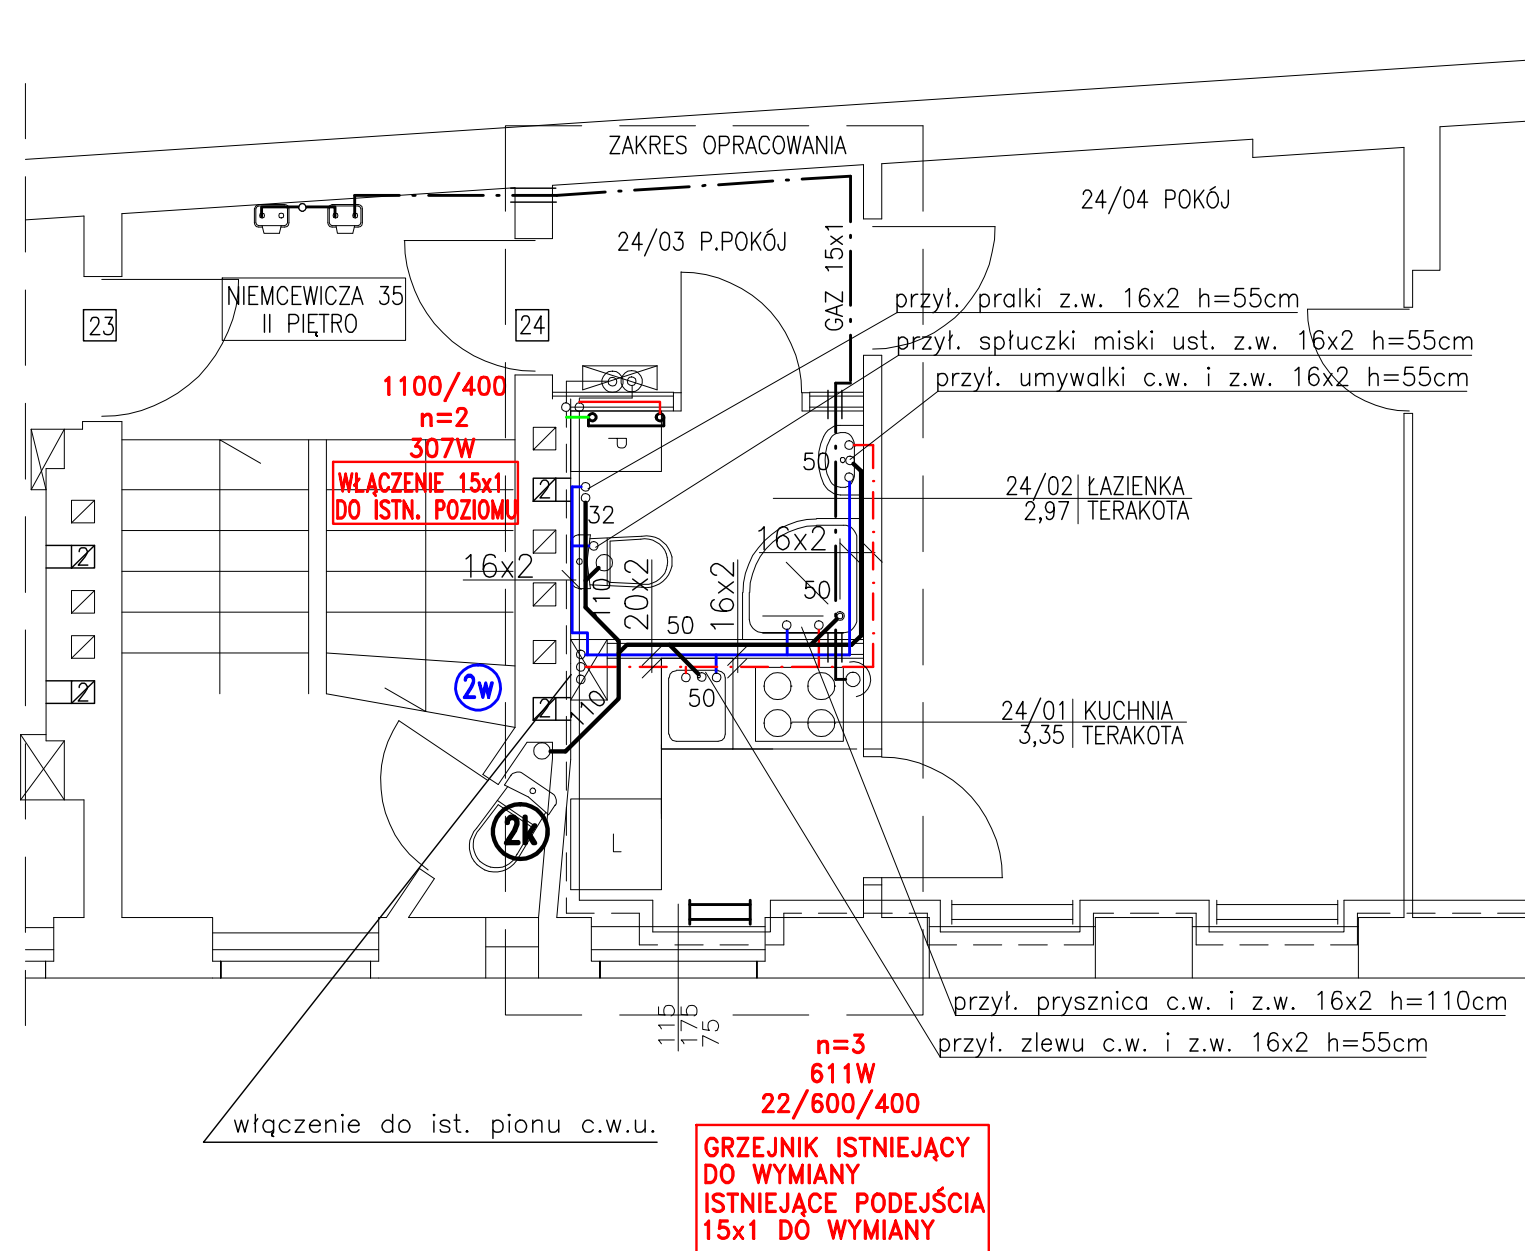 ZAKRES OPRACOWANIA
24/04 POKÓJ
24/03 P.POKÓJ
GAZ 15x1
NIEMCEWICZA 35
II PIĘTRO
23
24
przył. pralki z.w. 16x2 h=55cm
przył. spłuczki miski ust. z.w. 16x2 h=55cm
przył. umywalki c.w. i z.w. 16x2 h=55cm
1100/400
n=2
307W
WŁĄCZENIE 15x1
DO ISTN. POZIOMU
P
50
2
32
24/02 ŁAZIENKA
2,97 TERAKOTA
16x2
2
16x2
110
20x2
16x2
50
50
2w
2
2
110
50
24/01 KUCHNIA
3,35 TERAKOTA
2k
L
przył. prysznica c.w. i z.w. 16x2 h=110cm
115
175
75
przył. zlewu c.w. i z.w. 16x2 h=55cm
n=3
611W
22/600/400
włączenie do ist. pionu c.w.u.
GRZEJNIK ISTNIEJĄCY
DO WYMIANY
ISTNIEJĄCE PODEJŚCIA
15x1 DO WYMIANY